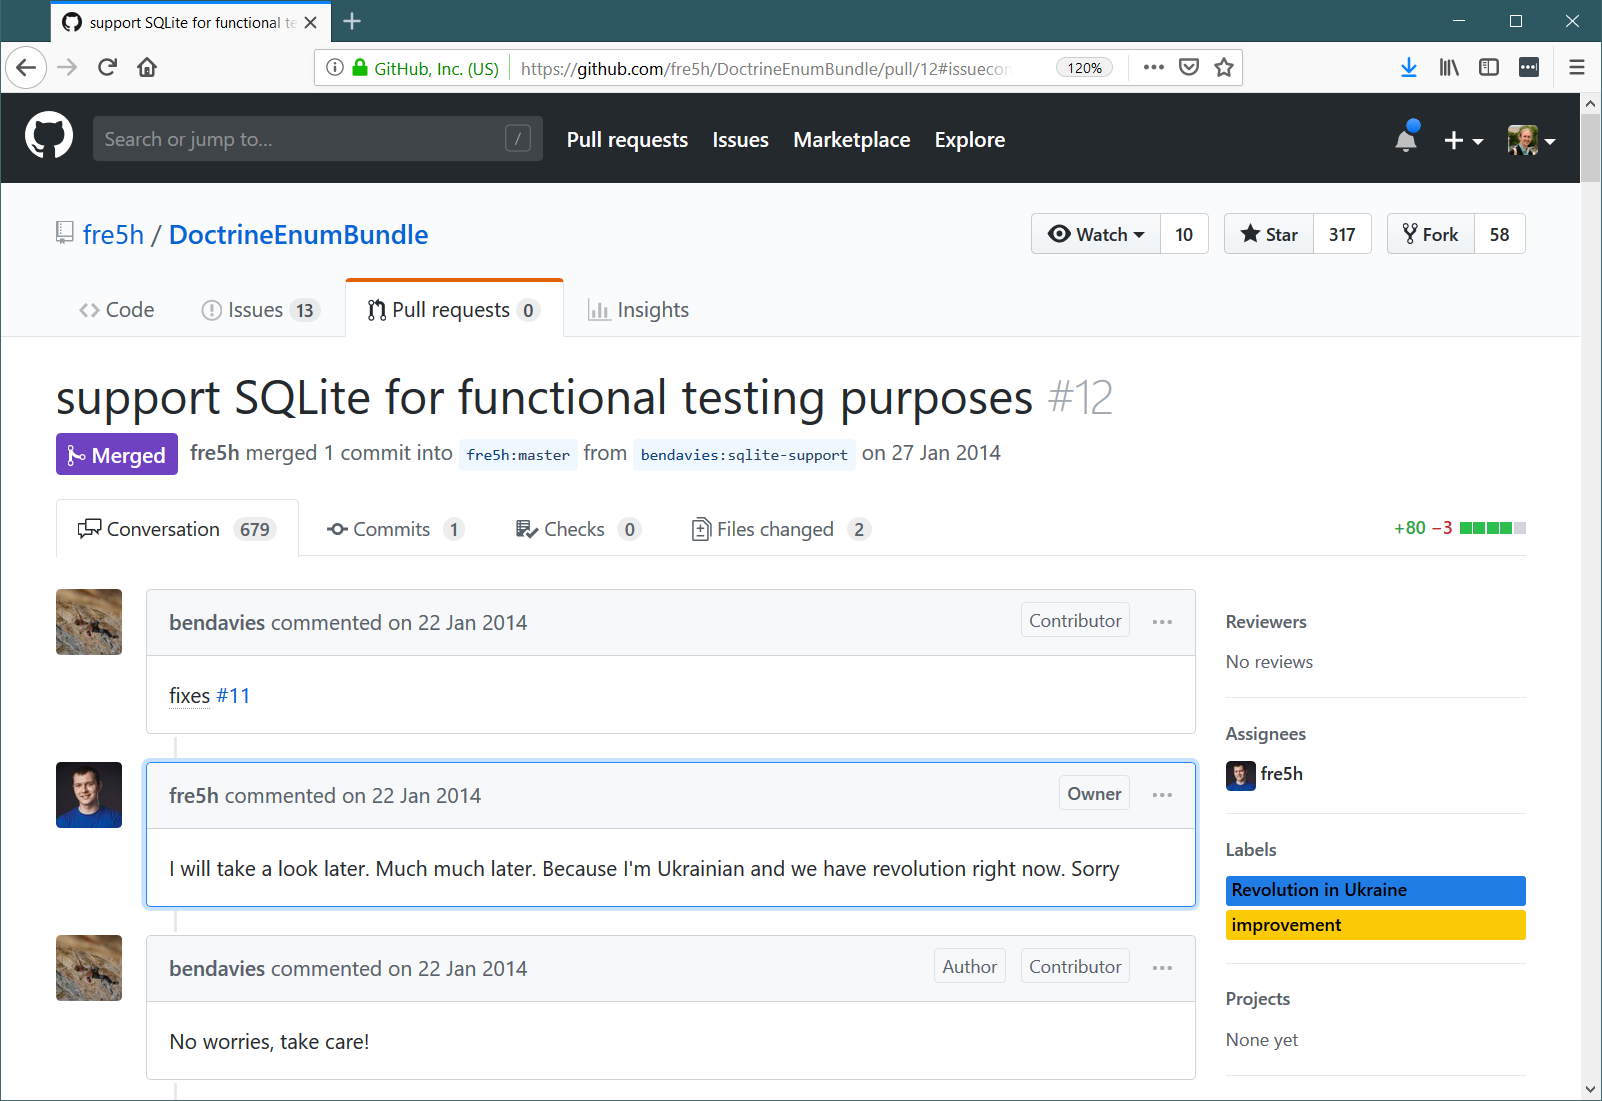 support SQLite for functional te
GitHub, Inc. (US)
https://github.com/fre5h/DoctrineEnumBundle/pull/12#issuecon
120%
Search or jump to...
/
Pull requests
Issues
Marketplace
Explore
fre5h / DoctrineEnumBundle
Watch 10
Star 317
Fork 58
Code
Issues 13
Pull requests 0
Insights
support SQLite for functional testing purposes #12
Merged
fre5h merged 1 commit into fre5h:master from bendavies:sqlite-support on 27 Jan 2014
Conversation 679
Commits 1
Checks 0
Files changed 2
+80 −3
bendavies commented on 22 Jan 2014
Contributor
fixes #11
fre5h commented on 22 Jan 2014
Owner
I will take a look later. Much much later. Because I'm Ukrainian and we have revolution right now. Sorry
bendavies commented on 22 Jan 2014
Author
Contributor
No worries, take care!
Reviewers
No reviews
Assignees
fre5h
Labels
Revolution in Ukraine
improvement
Projects
None yet